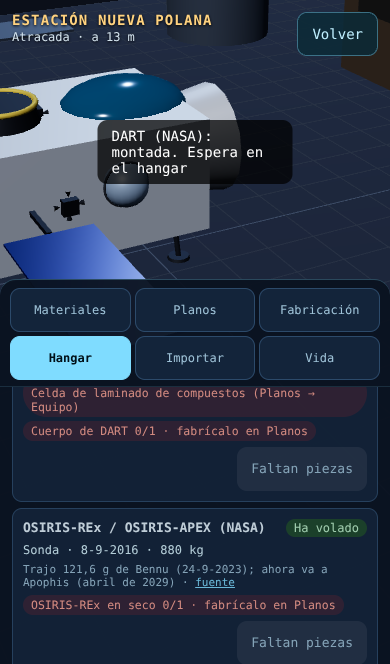 ESTACIÓN NUEVA POLANA
Atracada · a 13 m
Volver
DART (NASA):
montada. Espera en
el hangar
Materiales
Planos
Fabricación
Hangar
Importar
Vida
Celda de laminado de compuestos (Planos →
Equipo)
Cuerpo de DART 0/1 · fabrícalo en Planos
Faltan piezas
OSIRIS-REx / OSIRIS-APEX (NASA)
Ha volado
Sonda · 8-9-2016 · 880 kg
Trajo 121,6 g de Bennu (24-9-2023); ahora va a
Apophis (abril de 2029) · fuente
OSIRIS-REx en seco 0/1 · fabrícalo en Planos
Faltan piezas